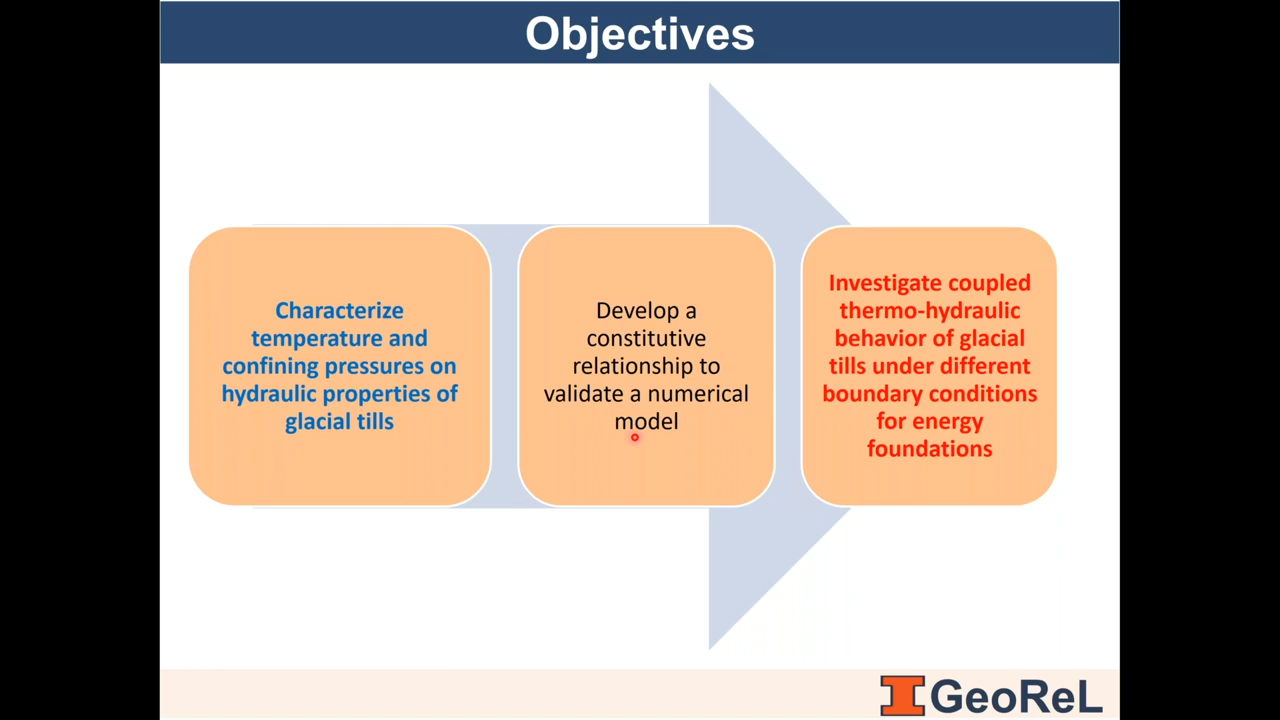 Objectives
Characterize
temperature and
confining pressures on
hydraulic properties of
glacial tills
Develop a
constitutive
relationship to
validate a numerical
model
Investigate coupled
thermo-hydraulic
behavior of glacial
tills under different
boundary conditions
for energy
foundations
I GeoReL